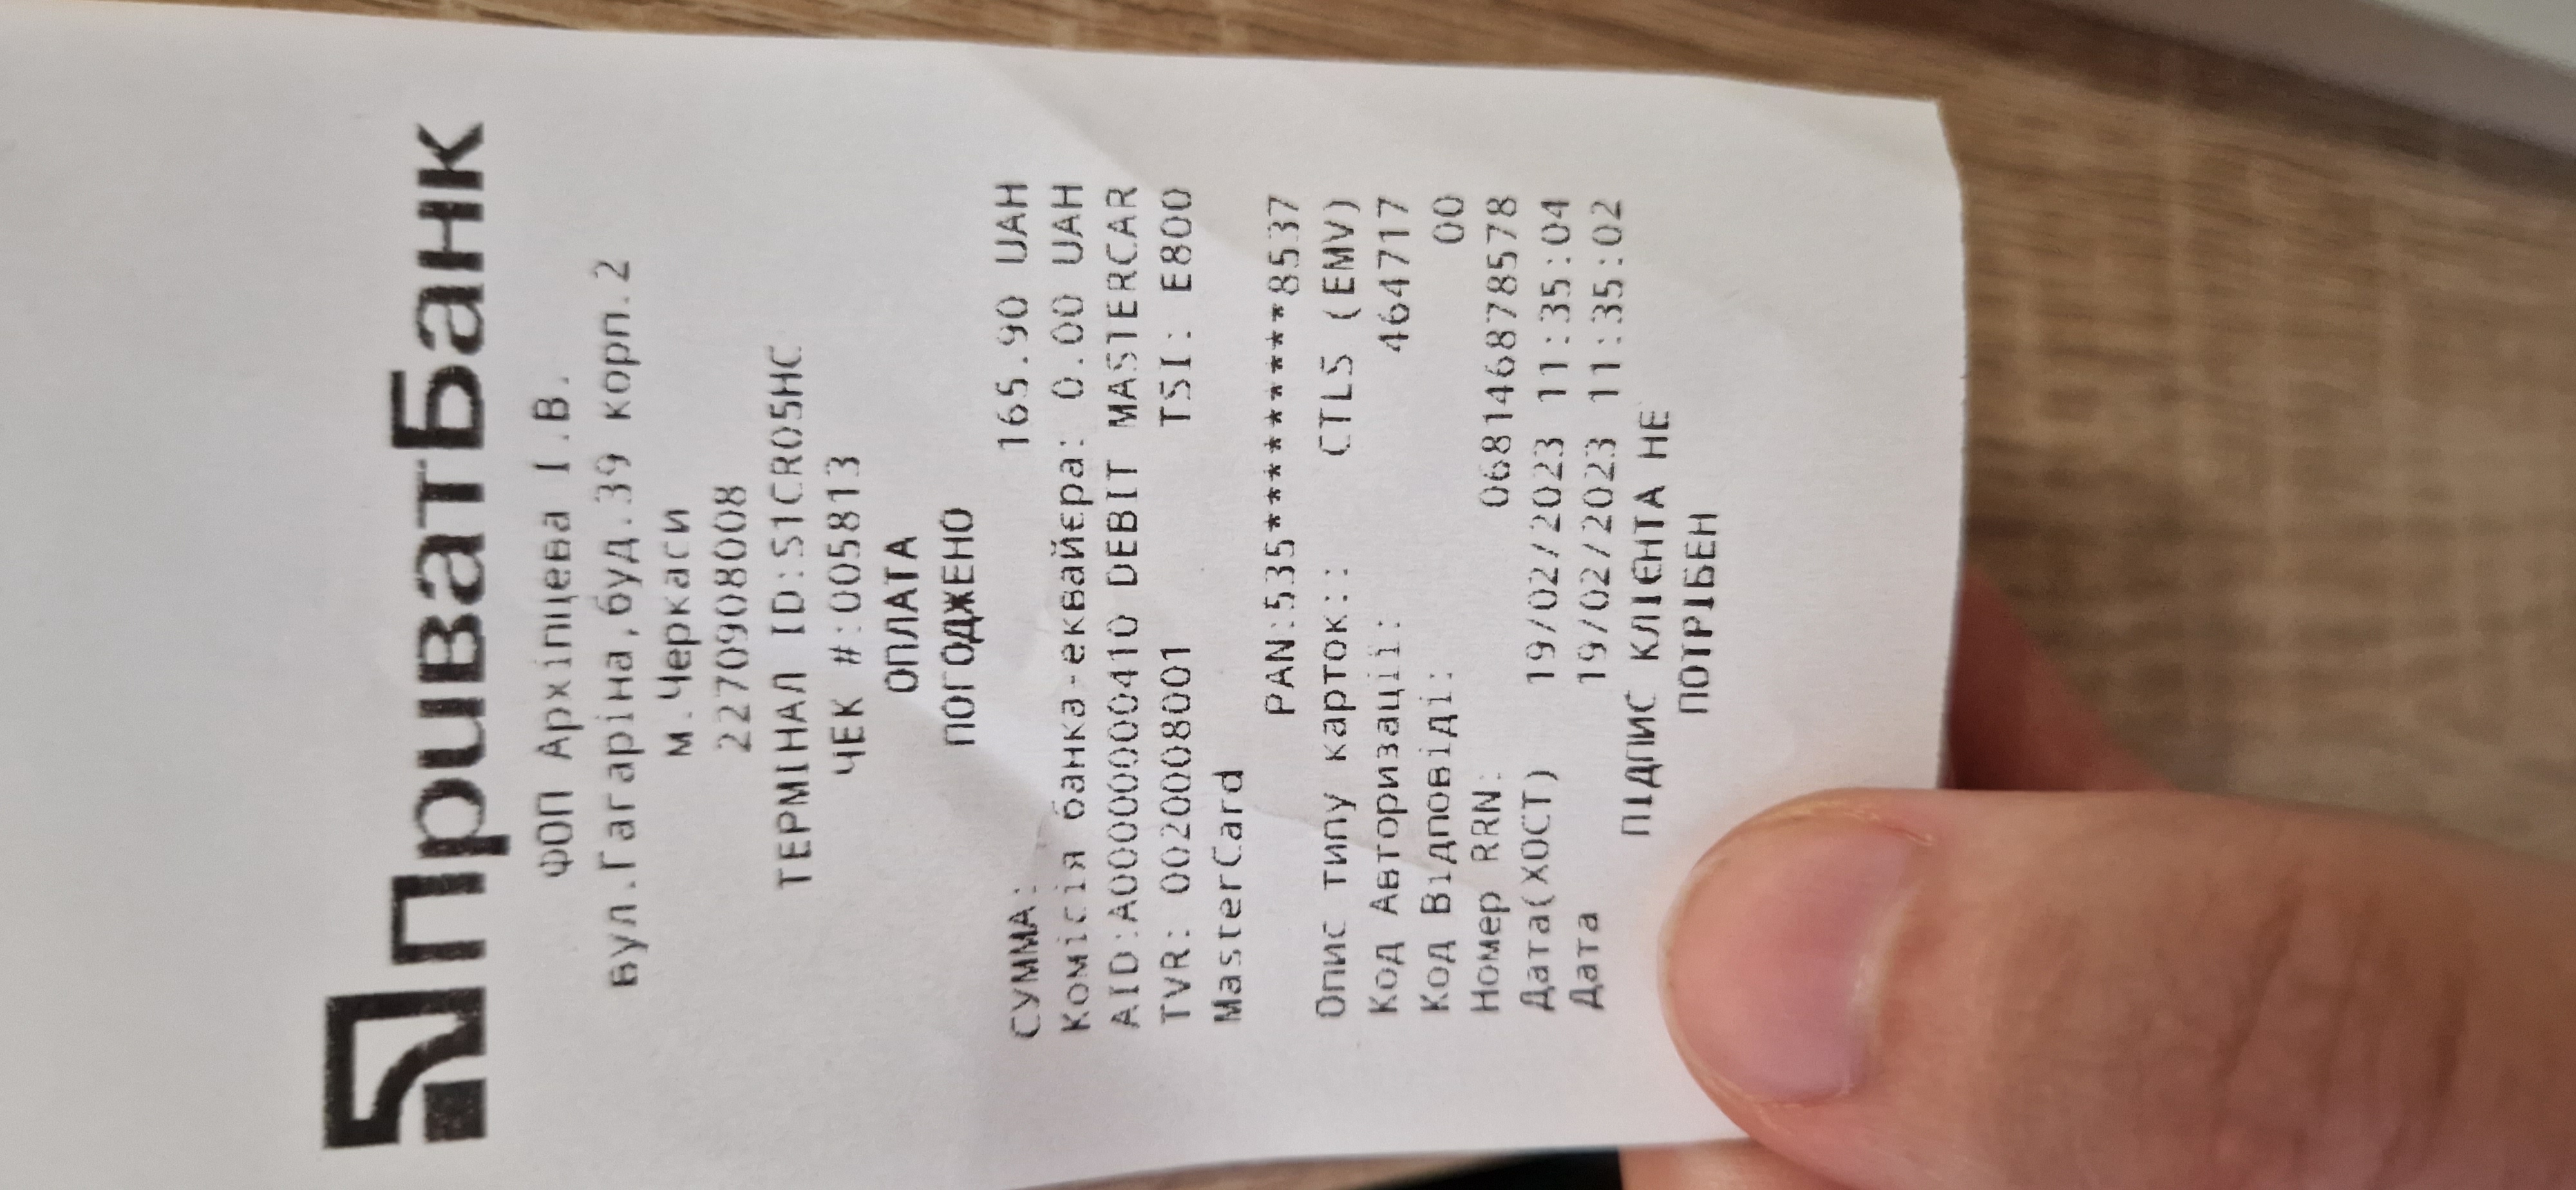 ПриватБанк
ФОП Архіпцева І.В.
вул.Гагаріна,буд.39 корп.2
м.Черкаси
2270908008
ТЕРМІНАЛ ID:S1CR05HC
ЧЕК #:005813
ОПЛАТА
ПОГОДЖЕНО
СУММА: 165.90 UAH
Комісія банка-еквайєра: 0.00 UAH
AID:A0000000410 DEBIT MASTERCAR
TVR: 0020008001 TSI: E800
MasterCard
PAN:535************8537
Опис типу карток:: CTLS (EMV)
Код Авторизації: 464717
Код Відповіді: 00
Номер RRN: 068146878578
Дата(ХОСТ) 19/02/2023 11:35:04
Дата 19/02/2023 11:35:02
ПІДПИС КЛІЄНТА НЕ
ПОТРІБЕН